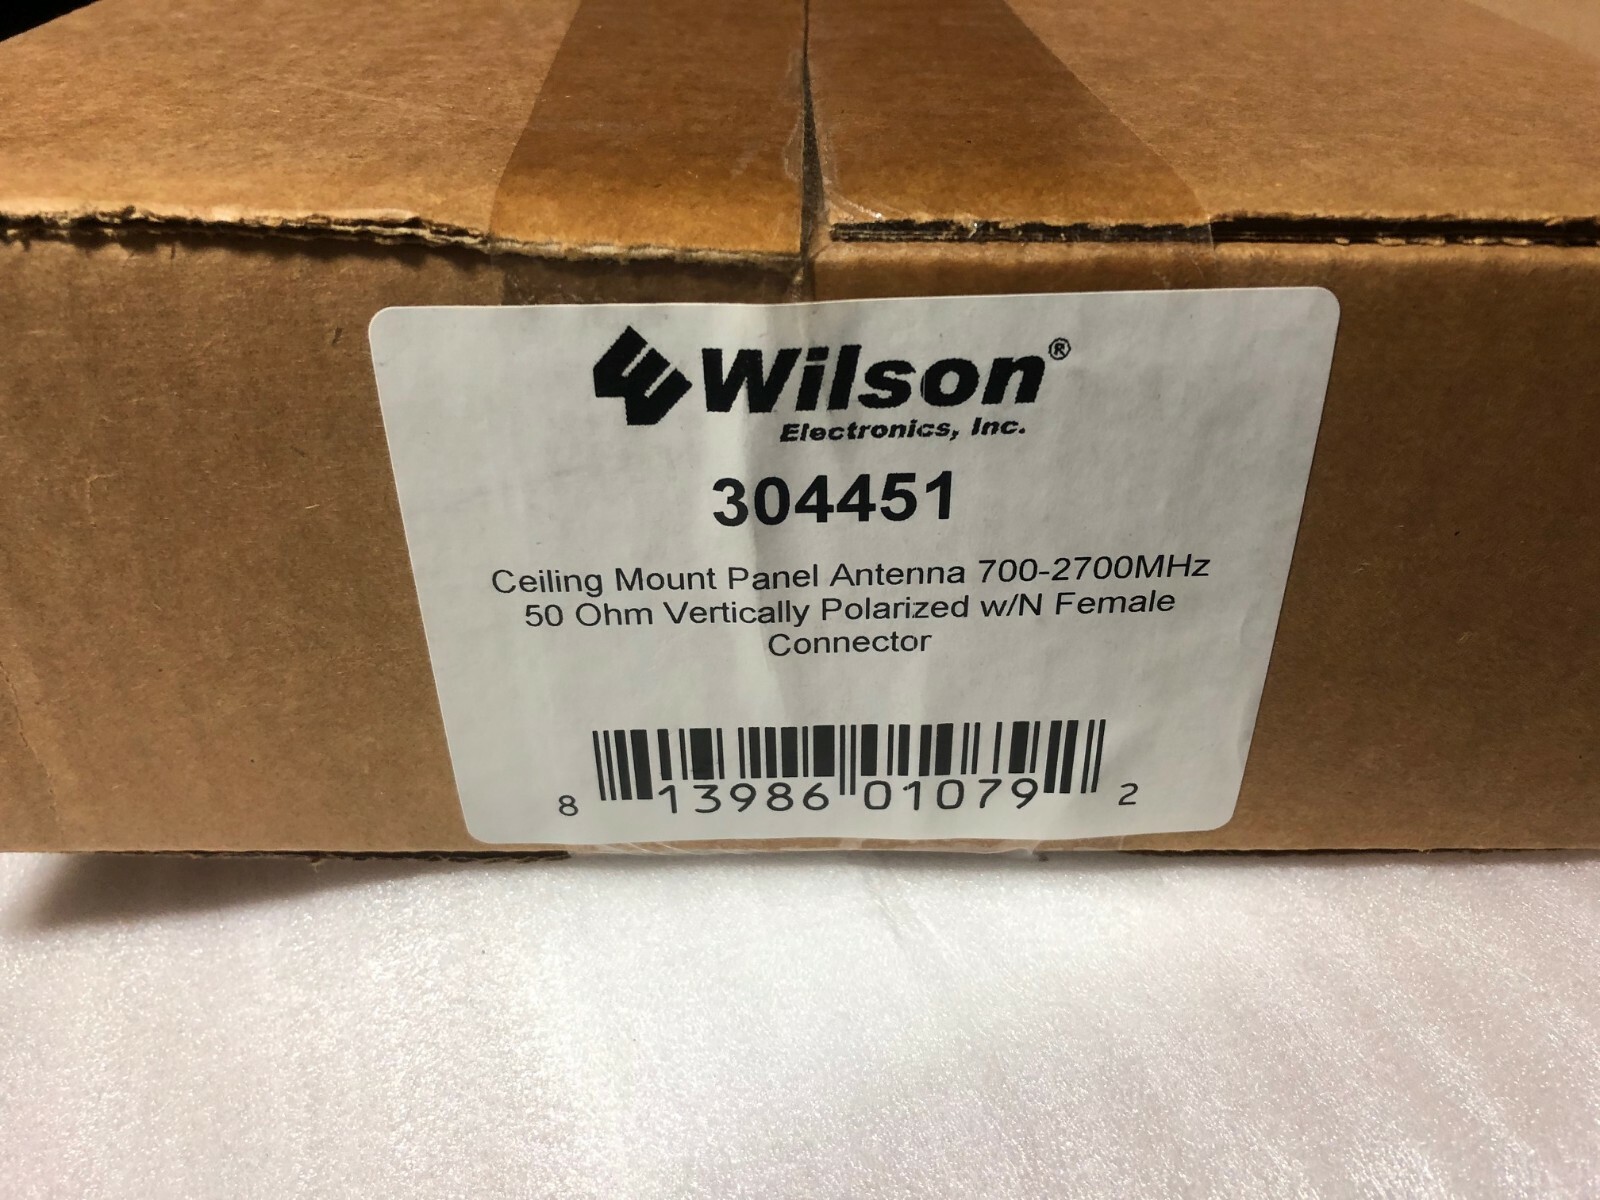 Wilson®
Electronics, Inc.
304451
Ceiling Mount Panel Antenna 700-2700MHz
50 Ohm Vertically Polarized w/N Female
Connector
8 13986 01079 2